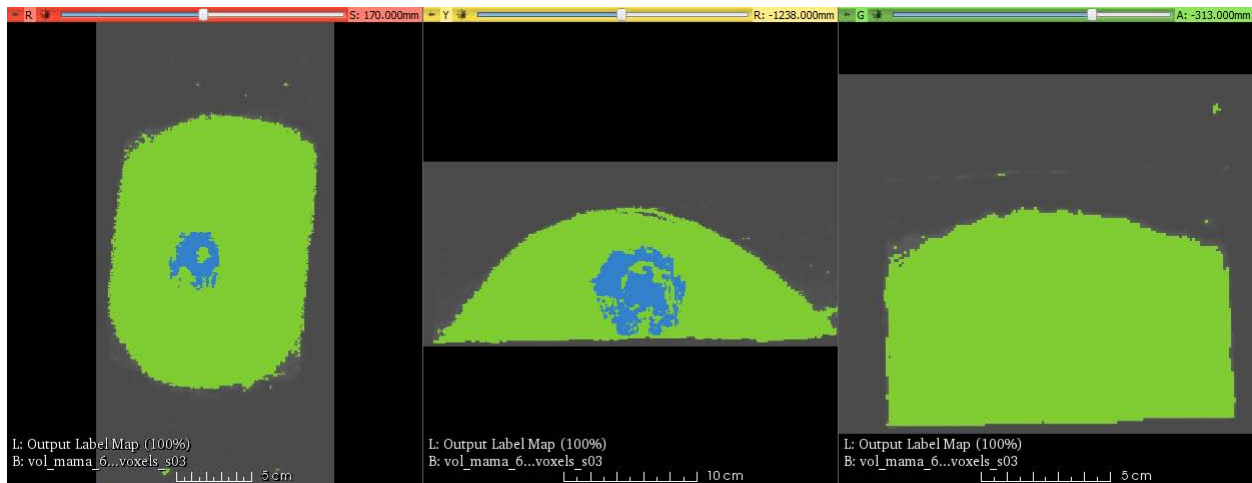 R S: 170.000mm
Y R: -1238.000mm
G A: -313.000mm
L: Output Label Map (100%)
B: vol_mama_6...voxels_s03
5 cm
L: Output Label Map (100%)
B: vol_mama_6...voxels_s03
10 cm
L: Output Label Map (100%)
B: vol_mama_6...voxels_s03
5 cm